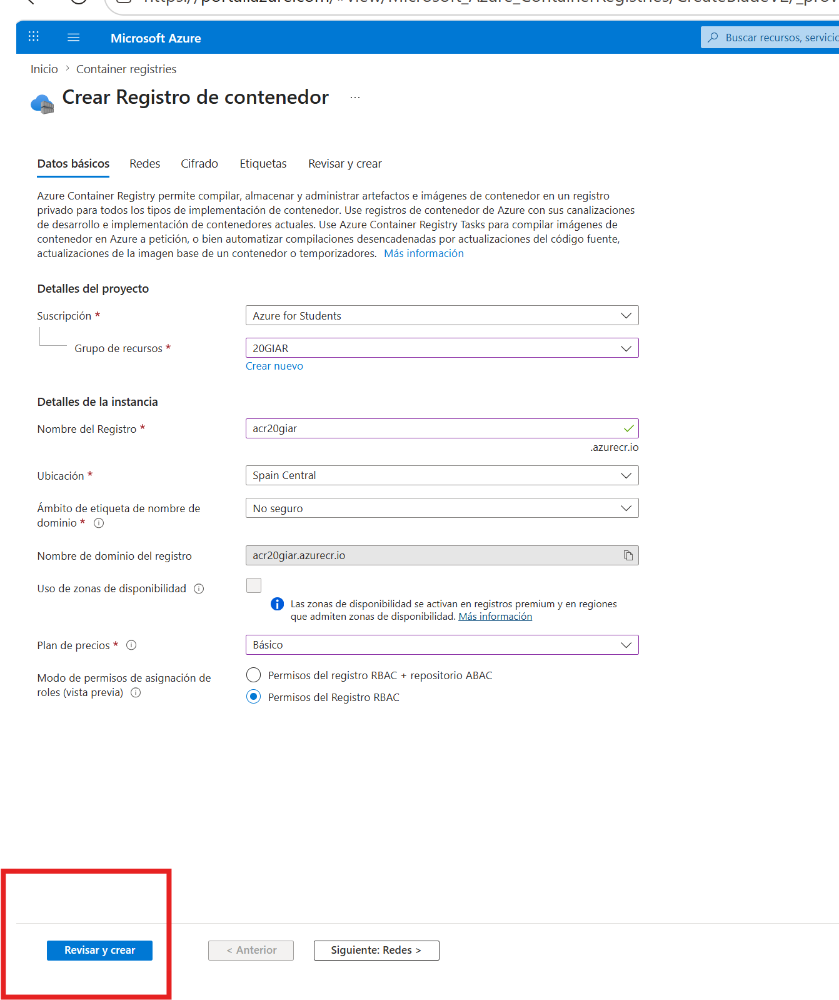 Microsoft Azure
Buscar recursos, servicio
Inicio > Container registries
Crear Registro de contenedor ...
Datos básicos Redes Cifrado Etiquetas Revisar y crear
Azure Container Registry permite compilar, almacenar y administrar artefactos e imágenes de contenedor en un registro
privado para todos los tipos de implementación de contenedor. Use registros de contenedor de Azure con sus canalizaciones
de desarrollo e implementación de contenedores actuales. Use Azure Container Registry Tasks para compilar imágenes de
contenedor en Azure a petición, o bien automatizar compilaciones desencadenadas por actualizaciones del código fuente,
actualizaciones de la imagen base de un contenedor o temporizadores. Más información
Detalles del proyecto
Suscripción *
Azure for Students
Grupo de recursos *
20GIAR
Crear nuevo
Detalles de la instancia
Nombre del Registro *
acr20giar
.azurecr.io
Ubicación *
Spain Central
Ámbito de etiqueta de nombre de
dominio *
No seguro
Nombre de dominio del registro
acr20giar.azurecr.io
Uso de zonas de disponibilidad
Las zonas de disponibilidad se activan en registros premium y en regiones
que admiten zonas de disponibilidad. Más información
Plan de precios *
Básico
Modo de permisos de asignación de
roles (vista previa)
Permisos del registro RBAC + repositorio ABAC
Permisos del Registro RBAC
Revisar y crear
< Anterior
Siguiente: Redes >